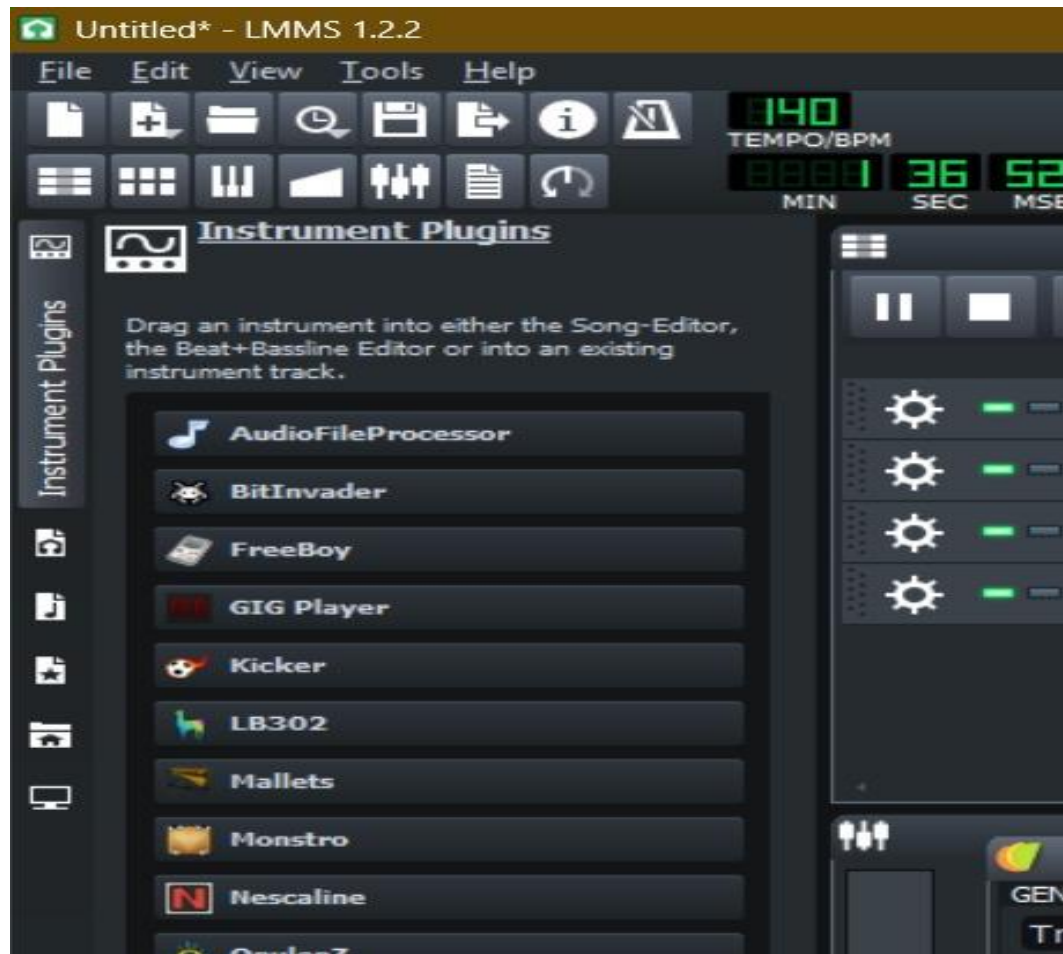 Untitled* - LMMS 1.2.2
File Edit View Tools Help
140
TEMPO/BPM
1 36 52
MIN SEC MSE
Instrument Plugins
Instrument Plugins
Drag an instrument into either the Song-Editor,
the Beat+Bassline Editor or into an existing
instrument track.
AudioFileProcessor
BitInvader
FreeBoy
GIG Player
Kicker
LB302
Mallets
Monstro
Nescaline
GEN
Tr